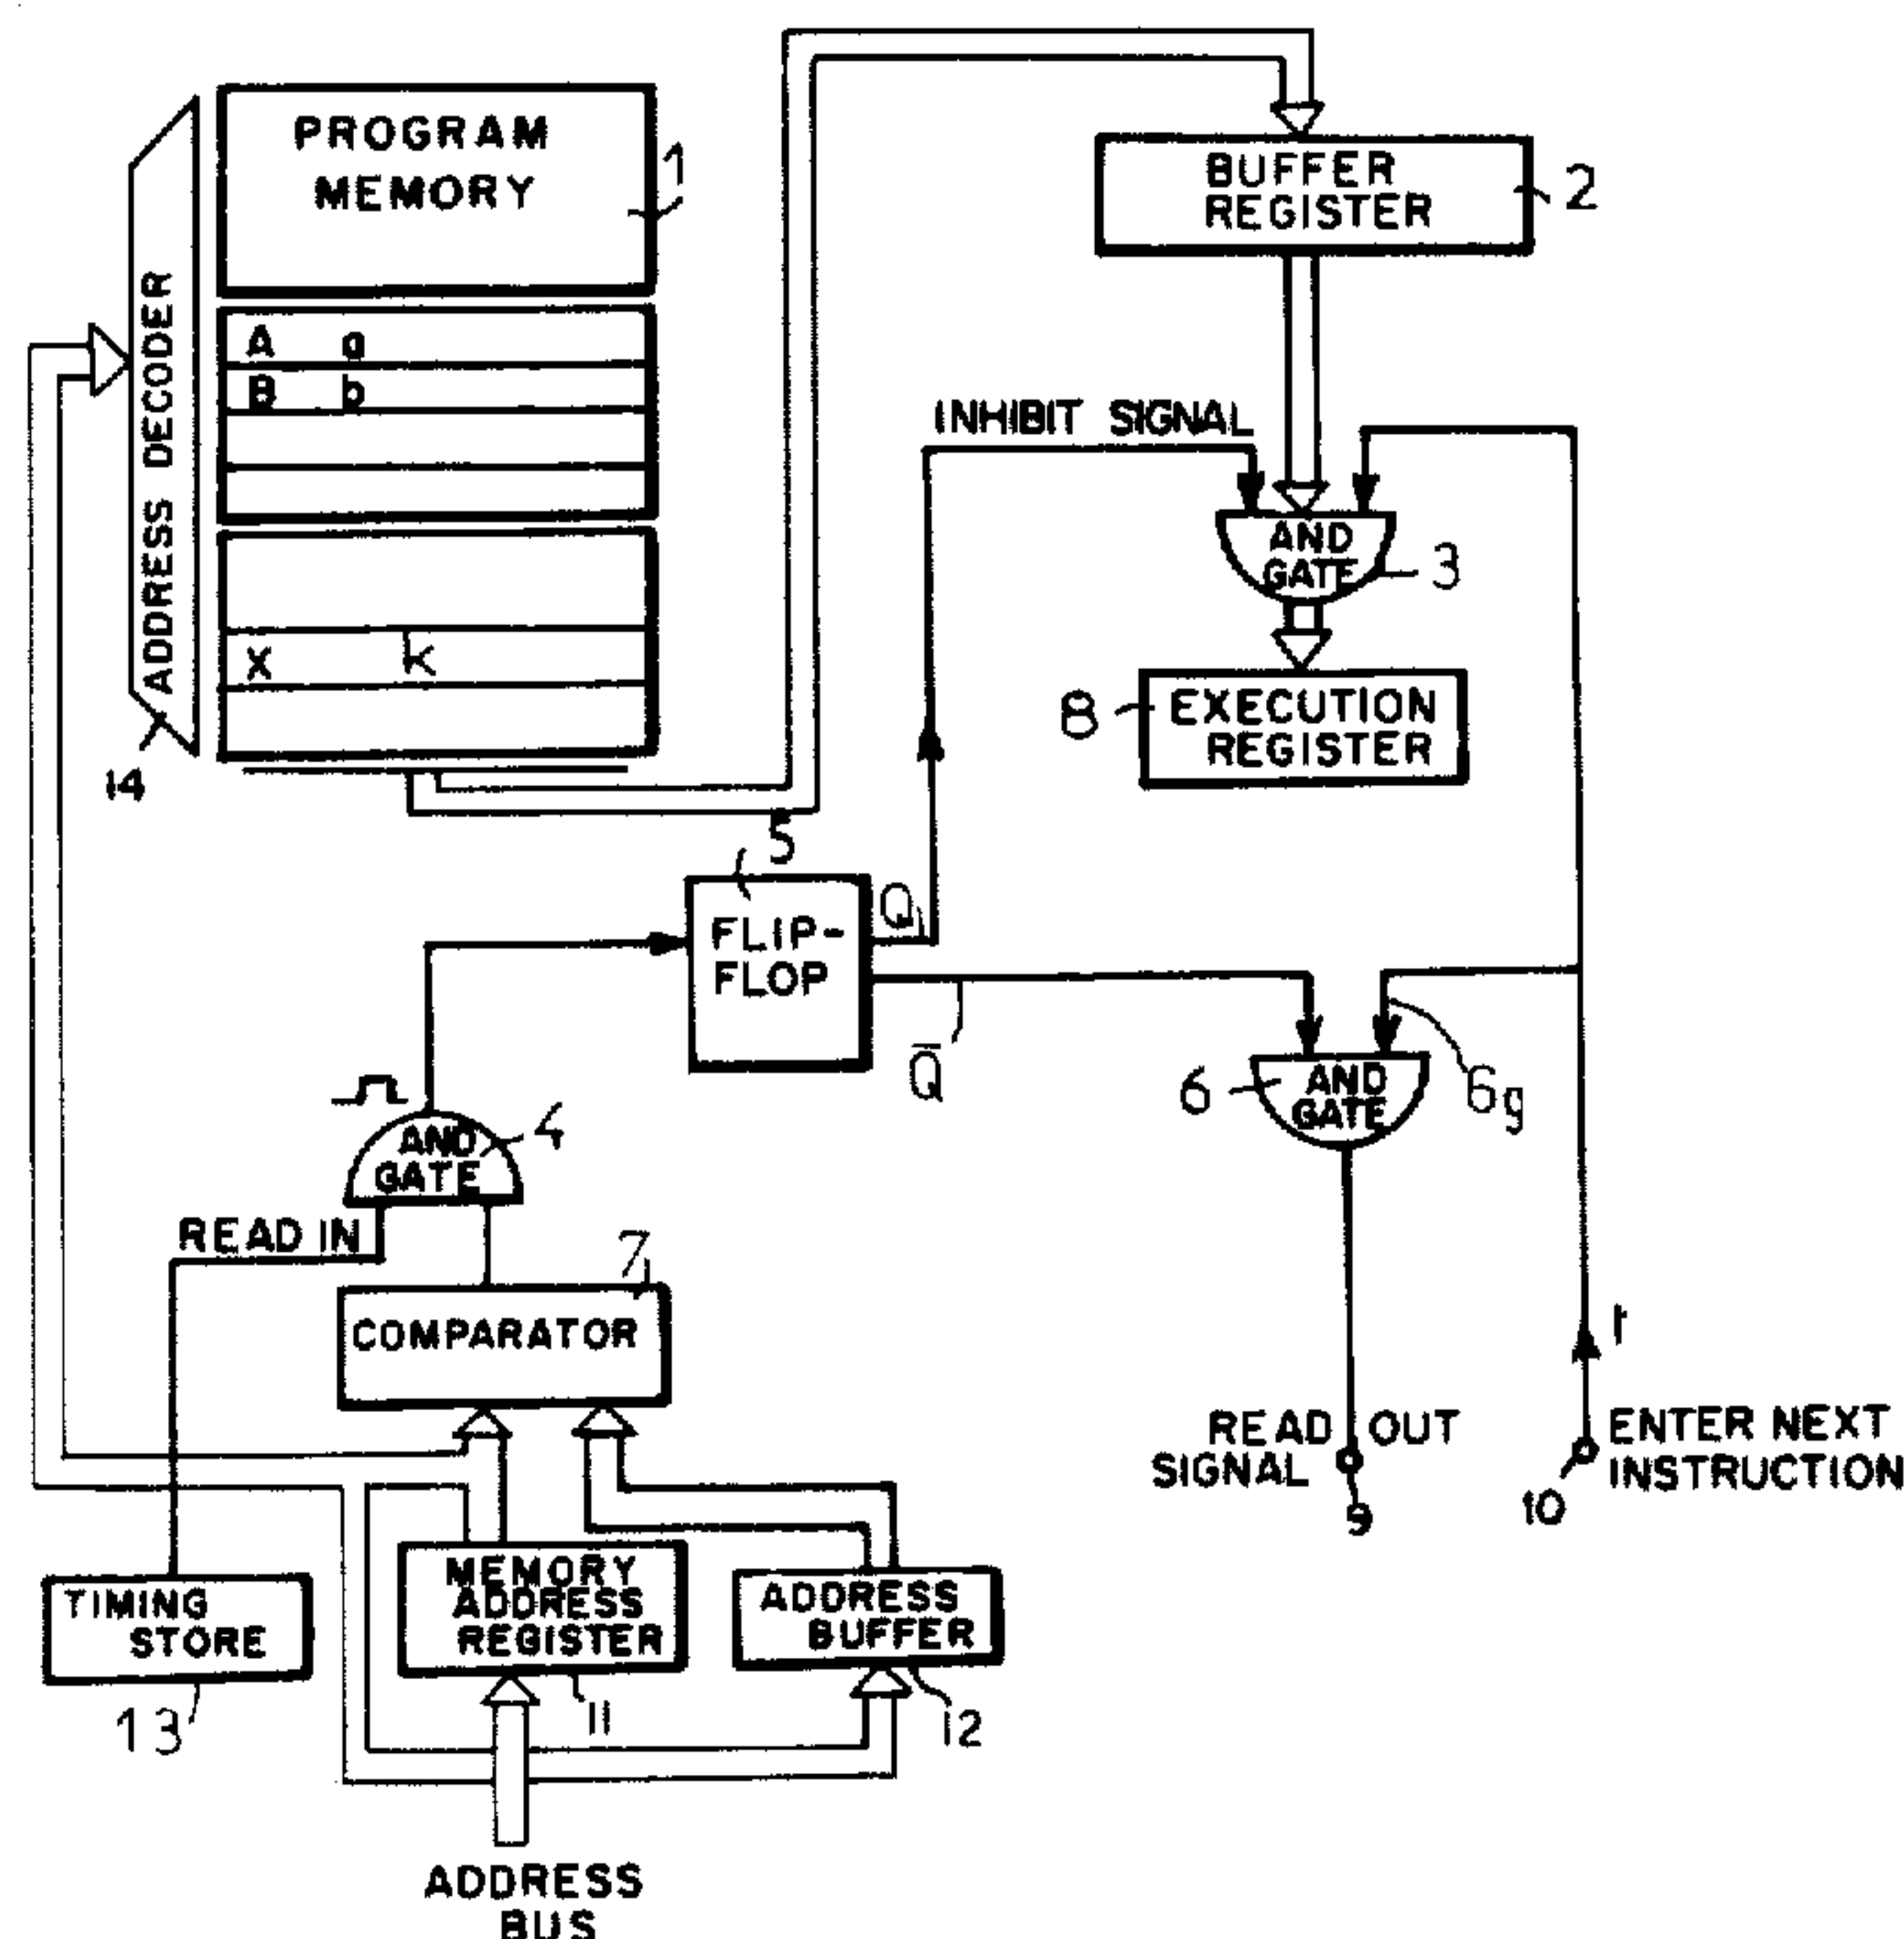 PROGRAM
MEMORY
1
BUFFER
REGISTER
2
ADDRESS DECODER
A a
B b
X K
14
INHIBIT SIGNAL
AND
GATE
3
8
EXECUTION
REGISTER
5
FLIP-
FLOP
Q
Q̅
6
AND
GATE
6g
AND
GATE
4
READ IN
7
COMPARATOR
1
READ OUT
SIGNAL
9
ENTER NEXT
INSTRUCTION
10
TIMING
STORE
13
MEMORY
ADDRESS
REGISTER
11
ADDRESS
BUFFER
12
ADDRESS
BUS